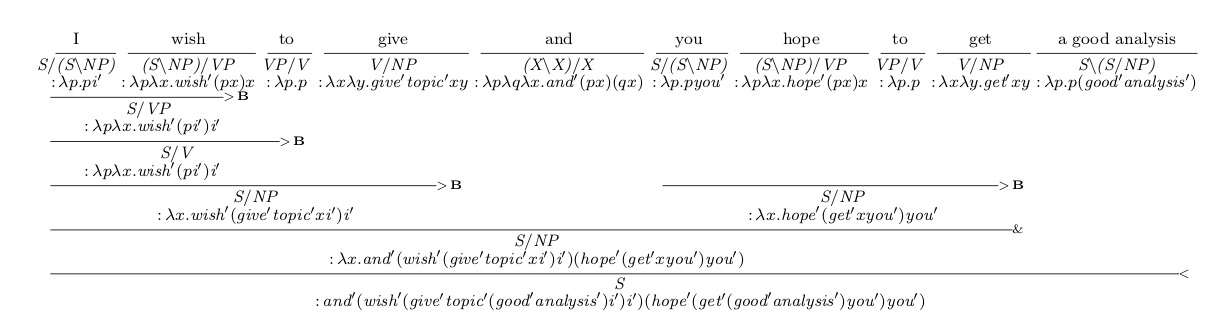 I wish to give and you hope to get a good analysis
S/(S\NP) (S\NP)/VP VP/V V/NP (X\X)/X S/(S\NP) (S\NP)/VP VP/V V/NP S\(S/NP)
: λp.pi′ : λpλx.wish′(px)x : λp.p : λxλy.give′topic′xy : λpλqλx.and′(px)(qx) : λp.pyou′ : λpλx.hope′(px)x : λp.p : λxλy.get′xy : λp.p(good′analysis′)
> B
S/VP
: λpλx.wish′(pi′)i′
> B
S/V
: λpλx.wish′(pi′)i′
> B > B
S/NP S/NP
: λx.wish′(give′topic′xi′)i′ : λx.hope′(get′xyou′)you′
&
S/NP
: λx.and′(wish′(give′topic′xi′)i′)(hope′(get′xyou′)you′)
<
S
: and′(wish′(give′topic′(good′analysis′)i′)i′)(hope′(get′(good′analysis′)you′)you′)